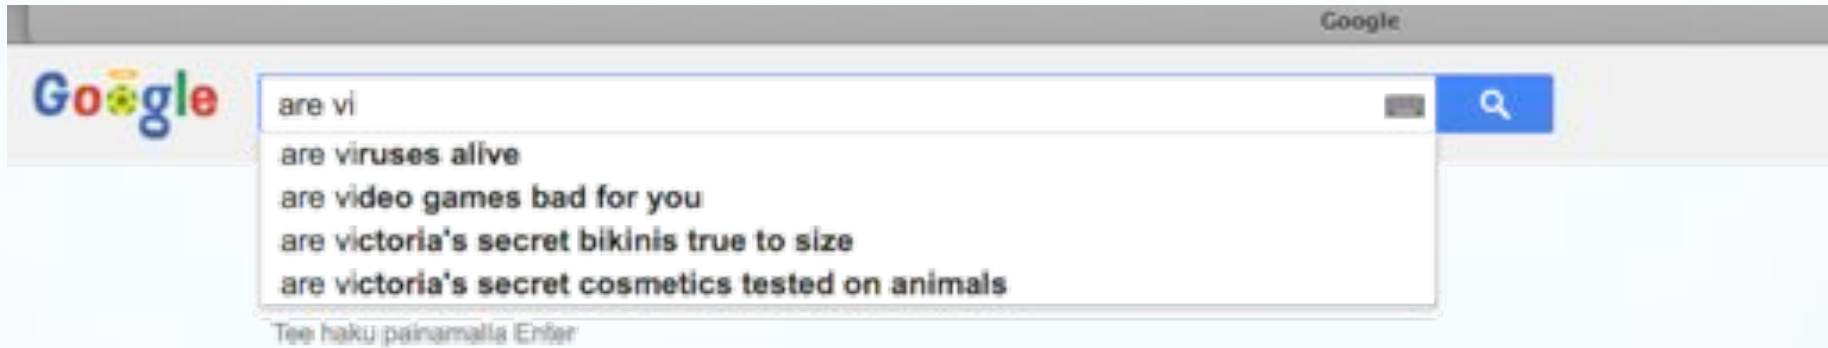 Google
Google
are vi
are viruses alive
are video games bad for you
are victoria's secret bikinis true to size
are victoria's secret cosmetics tested on animals
Tee haku painamalla Enter